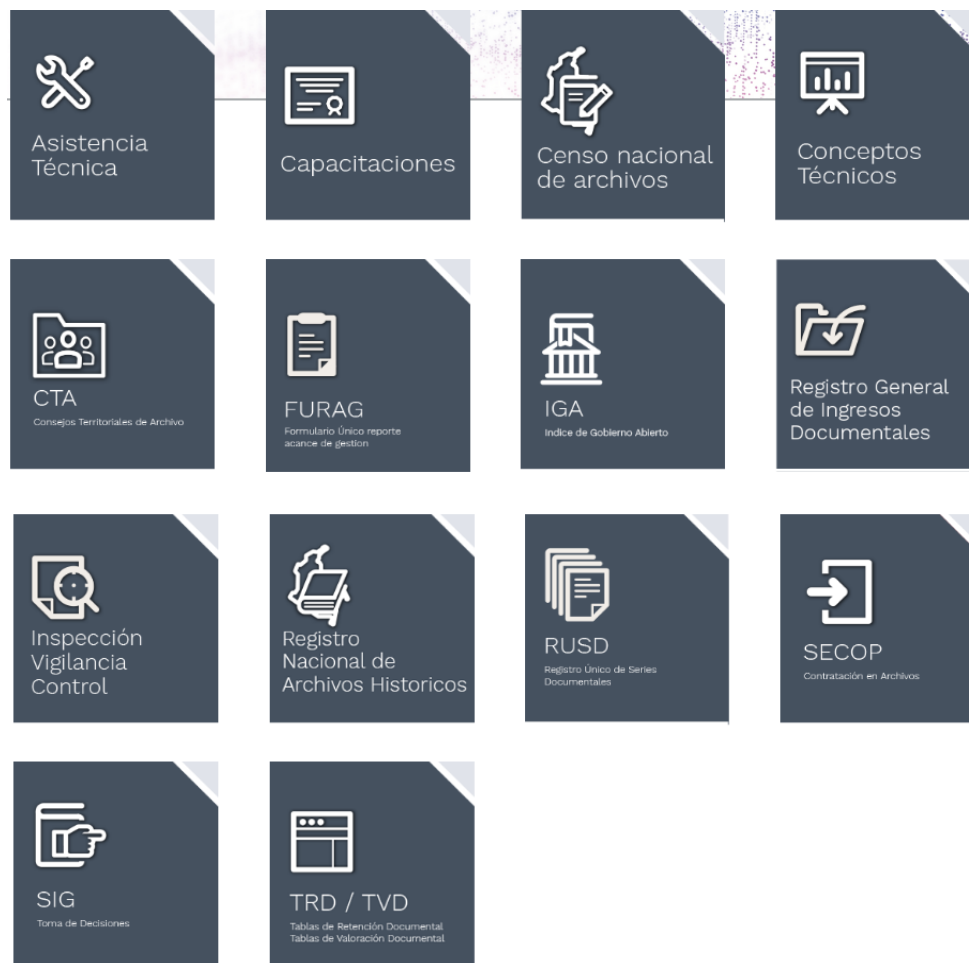 Asistencia
Técnica
Capacitaciones
Censo nacional
de archivos
Conceptos
Técnicos
CTA
Consejos Territoriales de Archivo
FURAG
Formulario Único reporte
acance de gestion
IGA
Indice de Gobierno Abierto
Registro General
de Ingresos
Documentales
Inspección
Vigilancia
Control
Registro
Nacional de
Archivos Historicos
RUSD
Registro Único de Series
Documentales
SECOP
Contratación en Archivos
SIG
Toma de Decisiones
TRD / TVD
Tablas de Retención Documental
Tablas de Valoración Documental